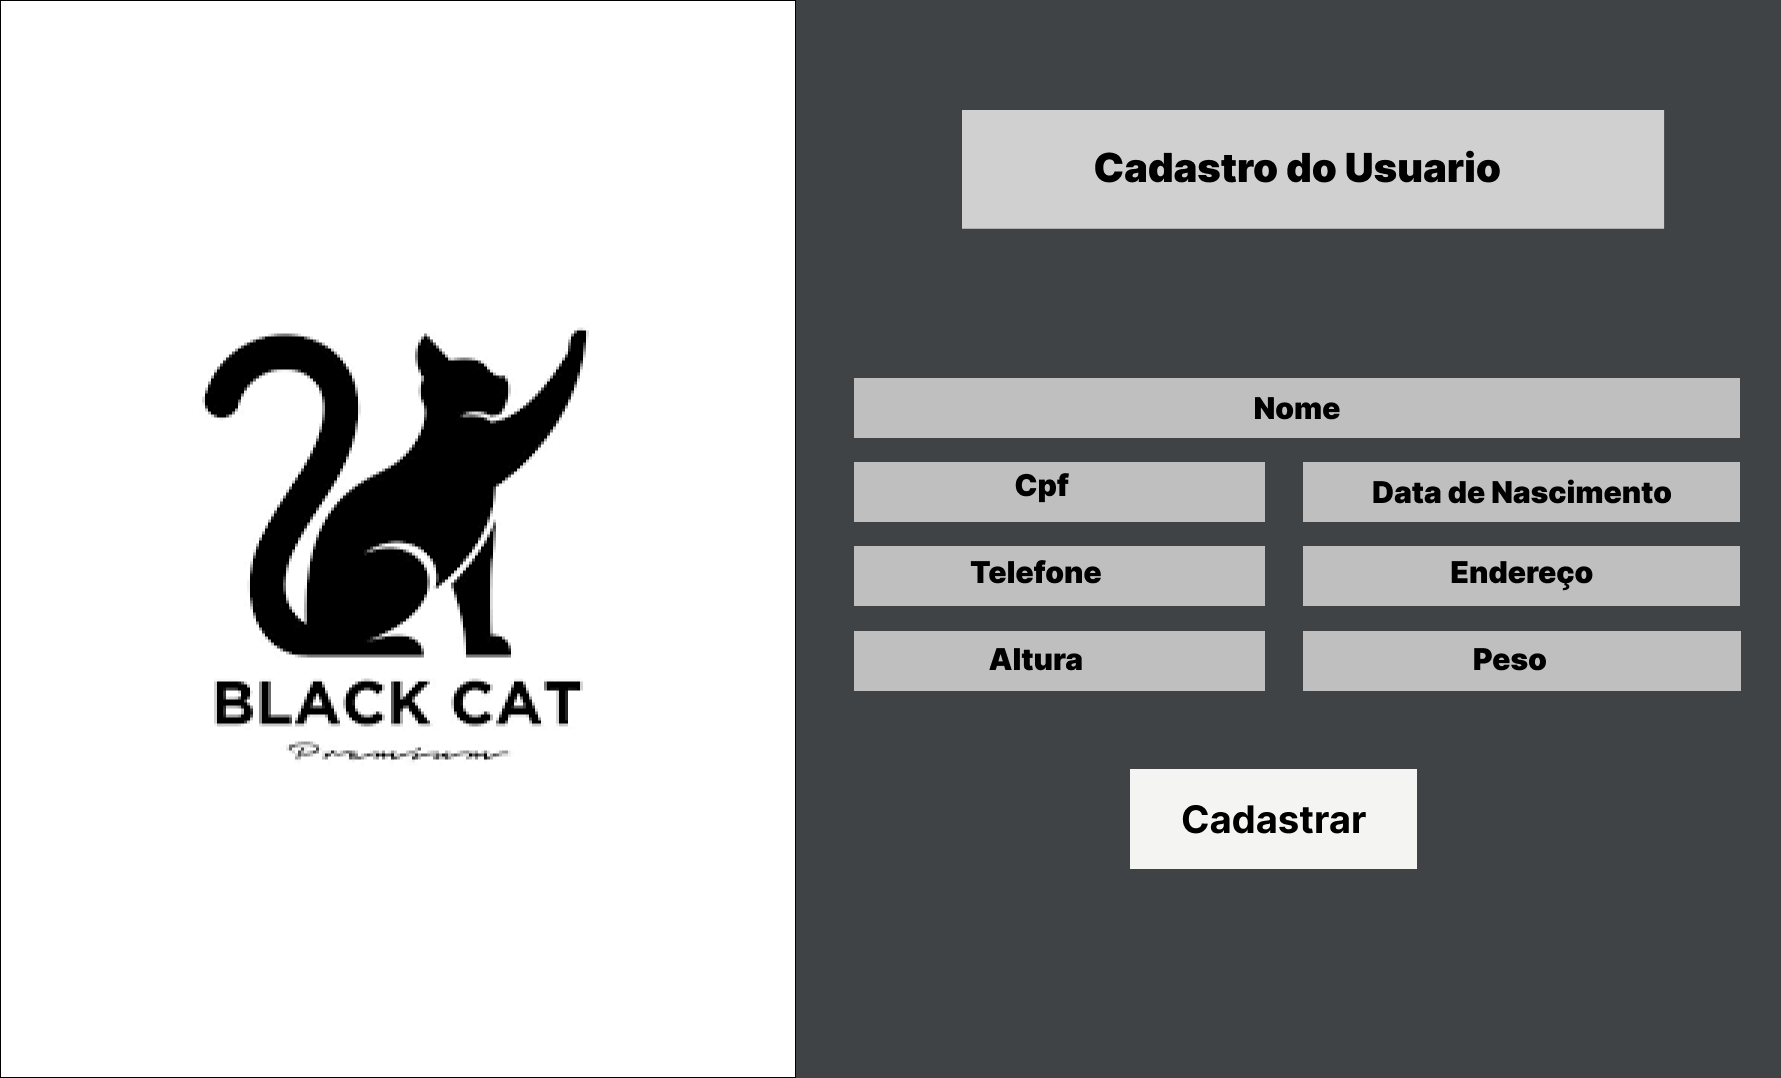 BLACK CAT
Premium
Cadastro do Usuario
Nome
Cpf
Data de Nascimento
Telefone
Endereço
Altura
Peso
Cadastrar